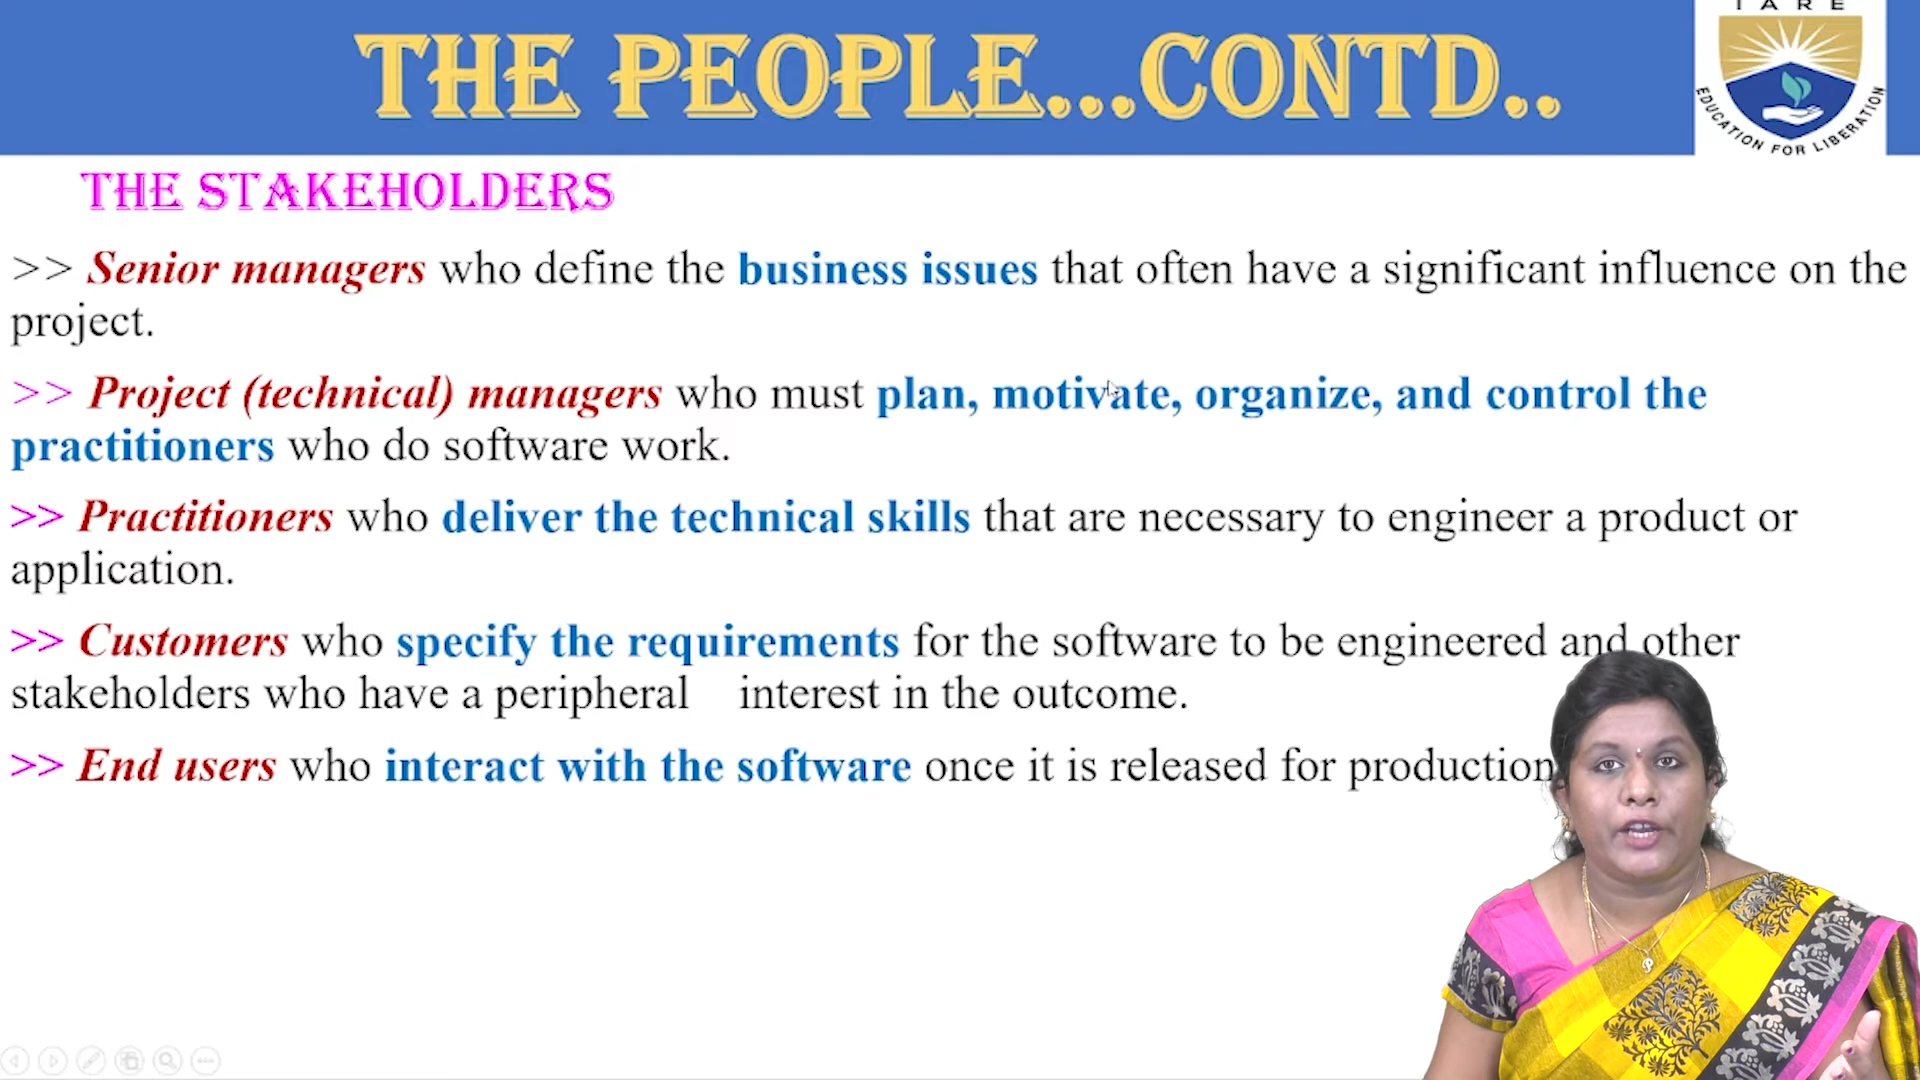 THE PEOPLE...CONTD..
TARE
EDUCATION FOR LIBERATION
THE STAKEHOLDERS
>> Senior managers who define the business issues that often have a significant influence on the
project.
>> Project (technical) managers who must plan, motivate, organize, and control the
practitioners who do software work.
>> Practitioners who deliver the technical skills that are necessary to engineer a product or
application.
>> Customers who specify the requirements for the software to be engineered and other
stakeholders who have a peripheral interest in the outcome.
>> End users who interact with the software once it is released for production